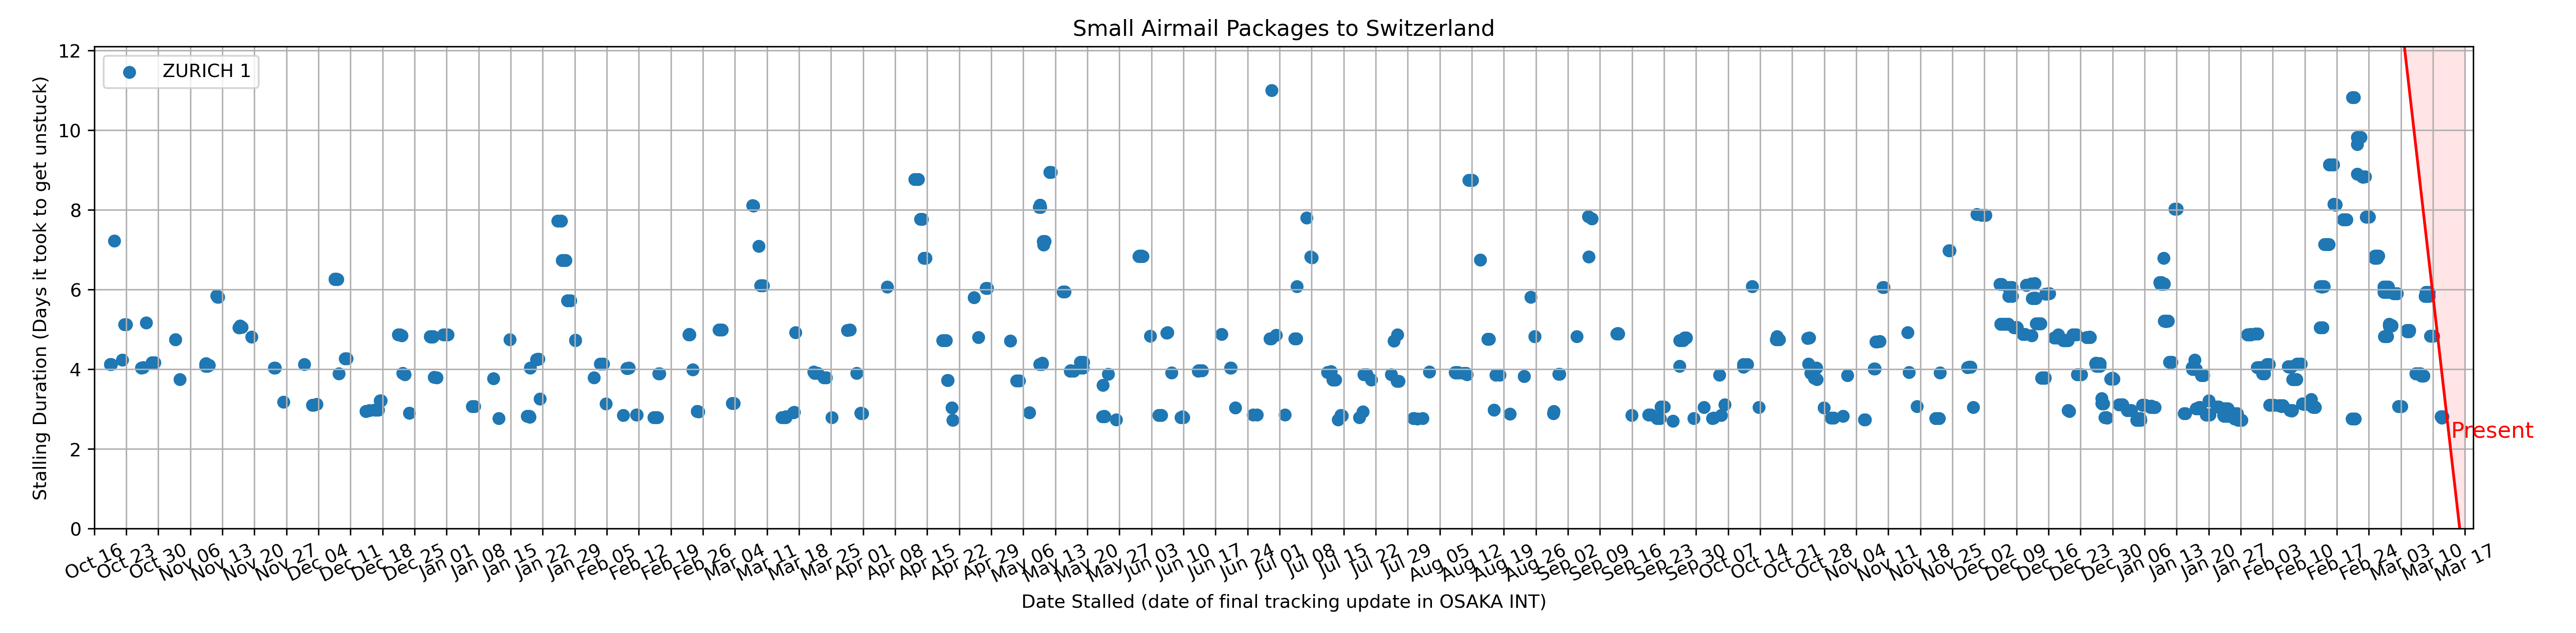 Small Airmail Packages to Switzerland
ZURICH 1
Stalling Duration (Days it took to get unstuck)
12
10
8
6
4
2
0
Present
Oct 16 Oct 23 Oct 30 Nov 06 Nov 13 Nov 20 Nov 27 Dec 04 Dec 11 Dec 18 Dec 25 Jan 01 Jan 08 Jan 15 Jan 22 Jan 29 Feb 05 Feb 12 Feb 19 Feb 26 Mar 04 Mar 11 Mar 18 Mar 25 Apr 01 Apr 08 Apr 15 Apr 22 Apr 29 May 06 May 13 May 20 May 27 Jun 03 Jun 10 Jun 17 Jun 24 Jul 01 Jul 08 Jul 15 Jul 22 Jul 29 Aug 05 Aug 12 Aug 19 Aug 26 Sep 02 Sep 09 Sep 16 Sep 23 Sep 30 Oct 07 Oct 14 Oct 21 Oct 28 Nov 04 Nov 11 Nov 18 Nov 25 Dec 02 Dec 09 Dec 16 Dec 23 Dec 30 Jan 06 Jan 13 Jan 20 Jan 27 Feb 03 Feb 10 Feb 17 Feb 24 Mar 03 Mar 10 Mar 17
Date Stalled (date of final tracking update in OSAKA INT)